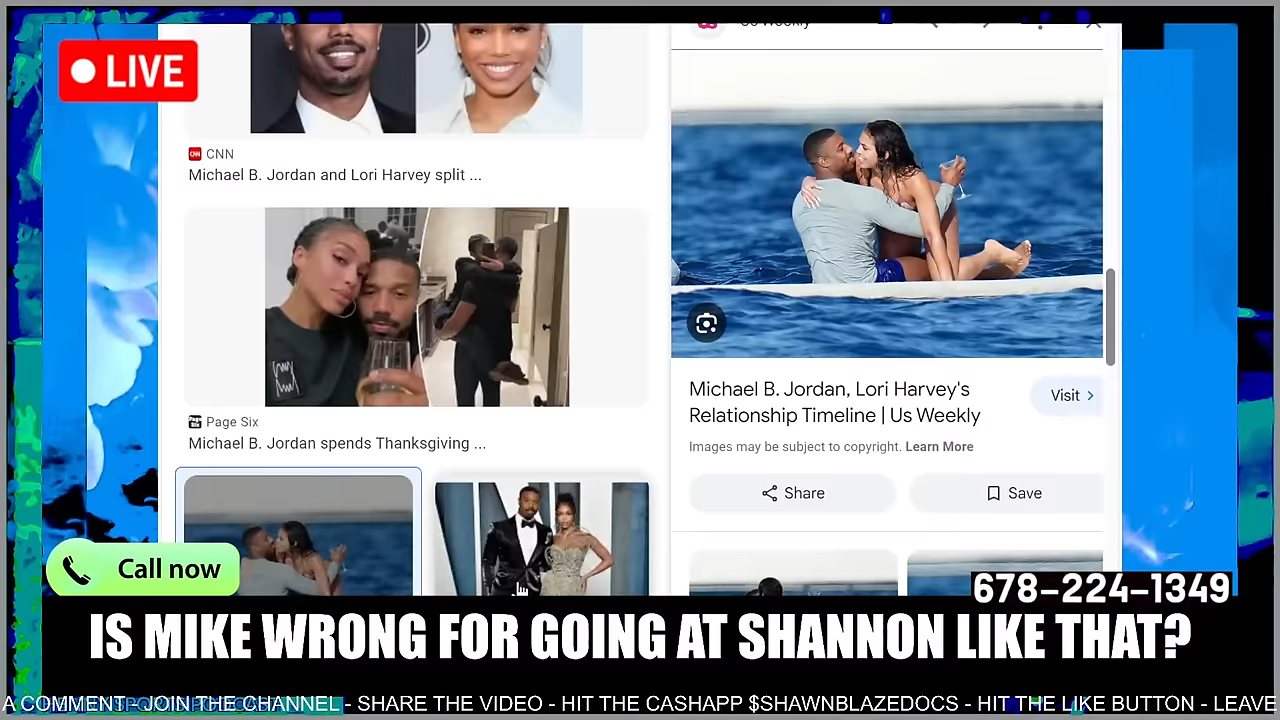 LIVE
Us Weekly
CNN
Michael B. Jordan and Lori Harvey split ...
Page Six
Michael B. Jordan spends Thanksgiving ...
Michael B. Jordan, Lori Harvey's
Relationship Timeline | Us Weekly
Visit
Images may be subject to copyright. Learn More
Share
Save
Call now
678-224-1349
IS MIKE WRONG FOR GOING AT SHANNON LIKE THAT?
A COMMENT - JOIN THE CHANNEL - SHARE THE VIDEO - HIT THE CASHAPP $SHAWNBLAZEDOCS - HIT THE LIKE BUTTON - LEAVE